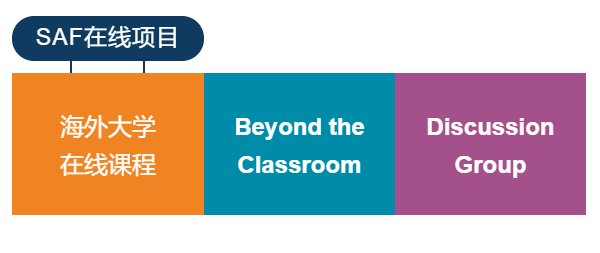 SAF在线项目
海外大学
在线课程
Beyond the
Classroom
Discussion
Group